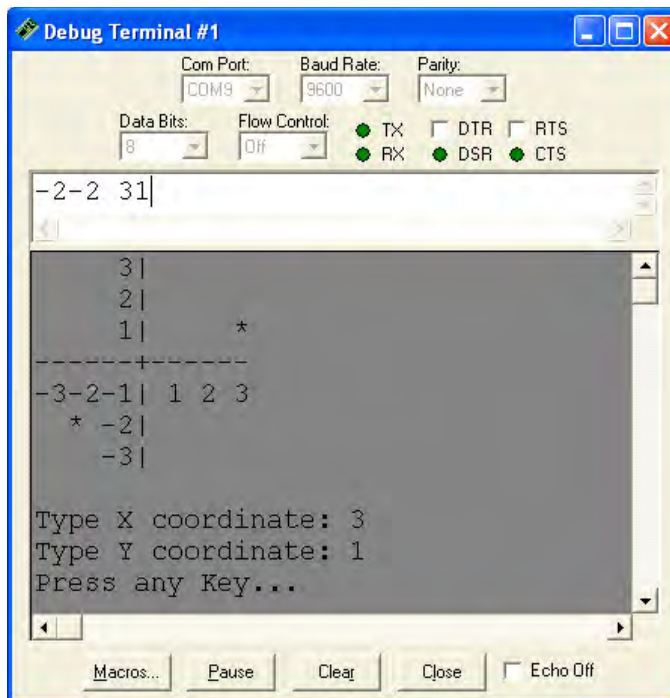 Debug Terminal #1
Com Port: Baud Rate: Parity:
COM9 9600 None
Data Bits: Flow Control: TX DTR RTS
8 Off RX DSR CTS
-2-2 31
3|
2|
1|     *
------+------
-3-2-1| 1 2 3
  * -2|
-3|
Type X coordinate: 3
Type Y coordinate: 1
Press any Key...
Macros... Pause Clear Close Echo Off